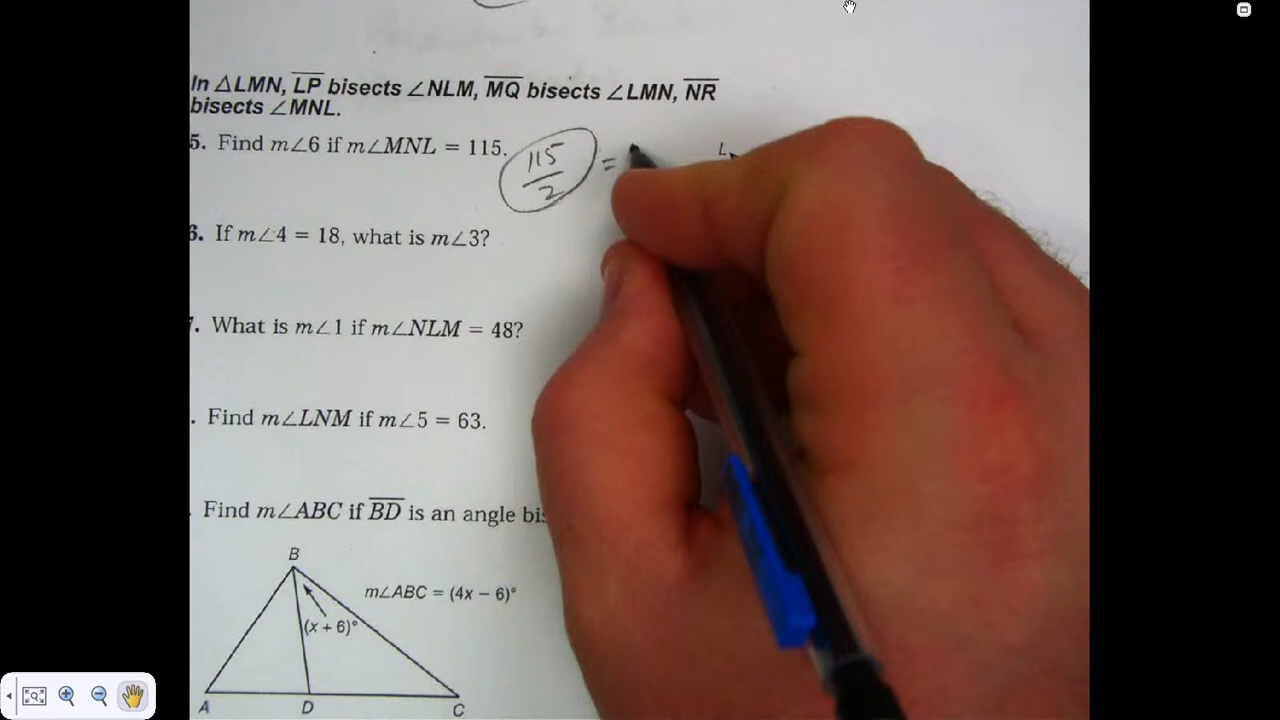 In △LMN, LP bisects ∠NLM, MQ bisects ∠LMN, NR
bisects ∠MNL.
5. Find m∠6 if m∠MNL = 115.
115/2 =
L
6. If m∠4 = 18, what is m∠3?
7. What is m∠1 if m∠NLM = 48?
. Find m∠LNM if m∠5 = 63.
. Find m∠ABC if BD is an angle bis
B
m∠ABC = (4x − 6)°
(x + 6)°
A D C